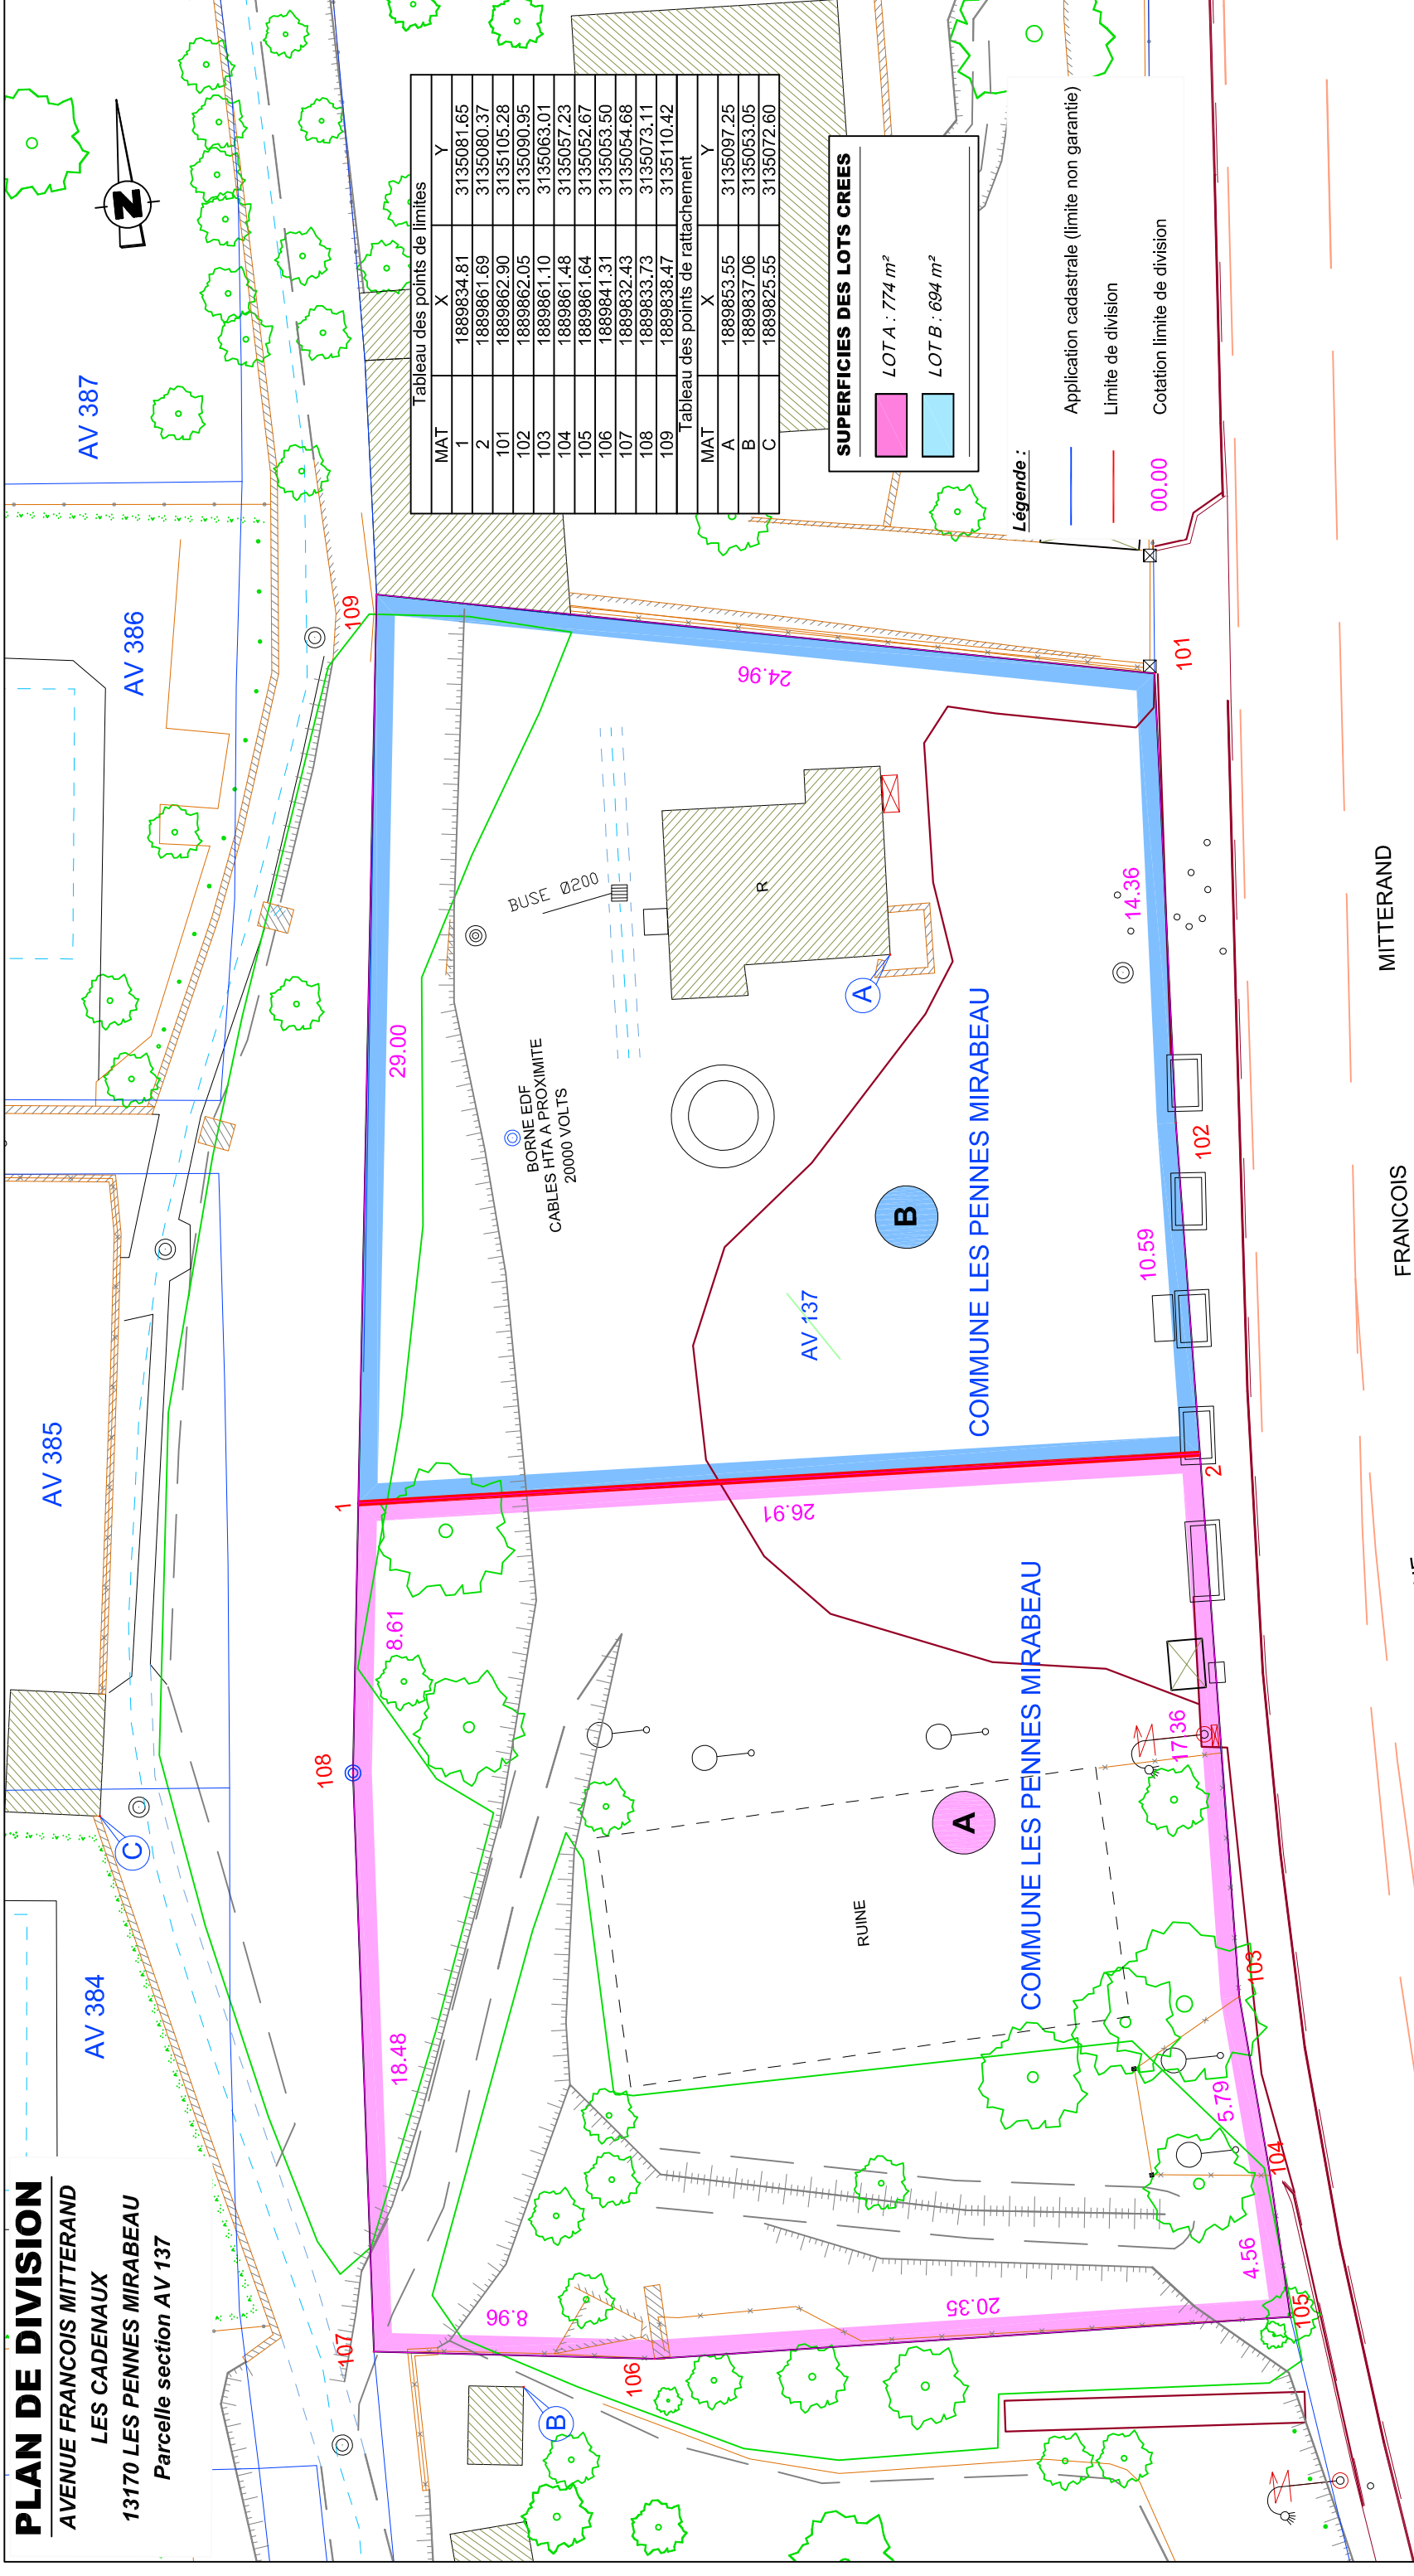 PLAN DE DIVISION
AVENUE FRANCOIS MITTERAND
LES CADENAUX
13170 LES PENNES MIRABEAU
Parcelle section AV 137
AV 384
AV 385
AV 386
AV 387
N
C
107
108
1
109
18.48
8.61
29.00
8.96
106
B
BORNE EDF
CABLES HTA A PROXIMITE
20000 VOLTS
BUSE Ø200
26.91
24.96
AV 137
R
A
RUINE
A
B
20.35
COMMUNE LES PENNES MIRABEAU
COMMUNE LES PENNES MIRABEAU
4.56
5.79
17.36
10.59
14.36
105
104
103
2
102
101
FRANCOIS
MITTERAND
Tableau des points de limites
MAT X Y
1 1889834.81 3135081.65
2 1889861.69 3135080.37
101 1889862.90 3135105.28
102 1889862.05 3135090.95
103 1889861.10 3135063.01
104 1889861.48 3135057.23
105 1889861.64 3135052.67
106 1889841.31 3135053.50
107 1889832.43 3135054.68
108 1889833.73 3135073.11
109 1889838.47 3135110.42
Tableau des points de rattachement
MAT X Y
A 1889853.55 3135097.25
B 1889837.06 3135053.05
C 1889825.55 3135072.60
SUPERFICIES DES LOTS CREES
LOT A : 774 m²
LOT B : 694 m²
Légende :
Application cadastrale (limite non garantie)
Limite de division
00.00 Cotation limite de division